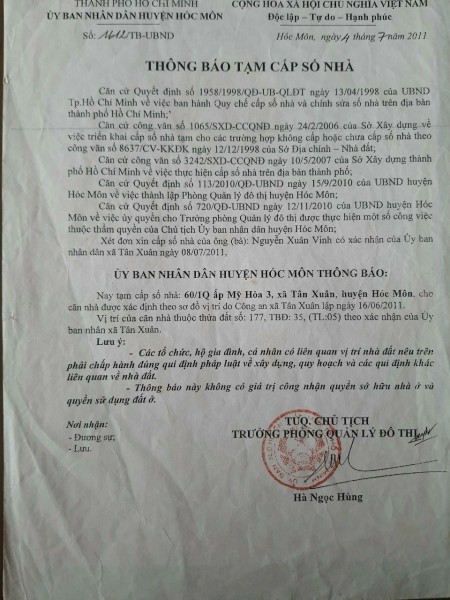 THÀNH PHỐ HỒ CHÍ MINH
CỘNG HÒA XÃ HỘI CHỦ NGHĨA VIỆT NAM
ỦY BAN NHÂN DÂN HUYỆN HÓC MÔN
Độc lập – Tự do – Hạnh phúc
Số: 1612/TB-UBND
Hóc Môn, ngày 4 tháng 7 năm 2011
THÔNG BÁO TẠM CẤP SỐ NHÀ
Căn cứ Quyết định số 1958/1998/QĐ-UB-QLĐT ngày 13/04/1998 của UBND
Tp.Hồ Chí Minh về việc ban hành Quy chế cấp số nhà và chỉnh sửa số nhà trên địa bàn
thành phố Hồ Chí Minh;
Căn cứ công văn số 1065/SXD-CCQNĐ ngày 24/2/2006 của Sở Xây dựng về
việc triển khai cấp số nhà tạm cho các trường hợp không cấp hoặc chưa cấp số nhà theo
công văn số 8637/CV-KKĐK ngày 12/12/1998 của Sở Địa chính – Nhà đất;
Căn cứ công văn số 3242/SXD-CCQNĐ ngày 10/5/2007 của Sở Xây dựng thành
phố Hồ Chí Minh về việc thực hiện cấp số nhà trên địa bàn thành phố;
Căn cứ Quyết định số 113/2010/QĐ-UBND ngày 15/9/2010 của UBND huyện
Hóc Môn về việc thành lập Phòng Quản lý đô thị huyện Hóc Môn;
Căn cứ Quyết định số 720/QĐ-UBND ngày 12/11/2010 của UBND huyện Hóc
Môn về việc ủy quyền cho Trưởng phòng Quản lý đô thị được thực hiện một số công việc
thuộc thẩm quyền của Chủ tịch Ủy ban nhân dân huyện Hóc Môn;
Xét đơn xin cấp số nhà của ông (bà): Nguyễn Xuân Vinh có xác nhận của Ủy ban
nhân dân xã Tân Xuân ngày 08/07/2011.
ỦY BAN NHÂN DÂN HUYỆN HÓC MÔN THÔNG BÁO:
Nay tạm cấp số nhà: 60/1Q ấp Mỹ Hòa 3, xã Tân Xuân, huyện Hóc Môn, cho
căn nhà được xác định theo sơ đồ vị trí do Công an xã Tân Xuân lập ngày 16/06/2011.
Vị trí của căn nhà thuộc thửa đất số: 177, TBĐ: 35, (TL:05) theo xác nhận của Ủy
ban nhân xã Tân Xuân.
Lưu ý:
- Các tổ chức, hộ gia đình, cá nhân có liên quan vị trí nhà đất nêu trên
phải chấp hành đúng qui định pháp luật về xây dựng, quy hoạch và các qui định khác
liên quan về nhà đất.
- Thông báo này không có giá trị công nhận quyền sở hữu nhà ở và
quyền sử dụng đất ở.
Nơi nhận:
- Đương sự;
- Lưu.
TUQ. CHỦ TỊCH
TRƯỞNG PHÒNG QUẢN LÝ ĐÔ THỊ
Hà Ngọc Hùng